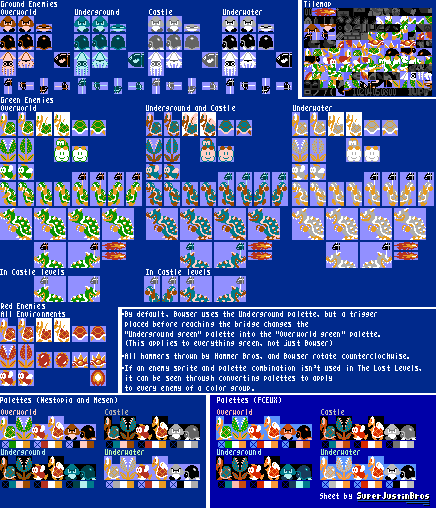 Ground Enemies
Overworld
Underground
Castle
Underwater
Tilemap
Green Enemies
Overworld
Underground and Castle
Underwater
In Castle levels
In Castle levels
Red Enemies
All Environments
•By default, Bowser uses the Underground palette, but a trigger
placed before reaching the bridge changes the
"Underground green" palette into the "Overworld green" palette.
(This applies to everything green, not just Bowser)
•All hammers thrown by Hammer Bros. and Bowser rotate counterclockwise.
•If an enemy sprite and palette combination isn't used in The Lost Levels,
it can be seen through converting palettes to apply
to every enemy of a color group.
Palettes (Nestopia and Mesen)
Overworld
Castle
Underground
Underwater
Palettes (FCEUX)
Overworld
Castle
Underground
Underwater
Sheet by SuperJustinBros